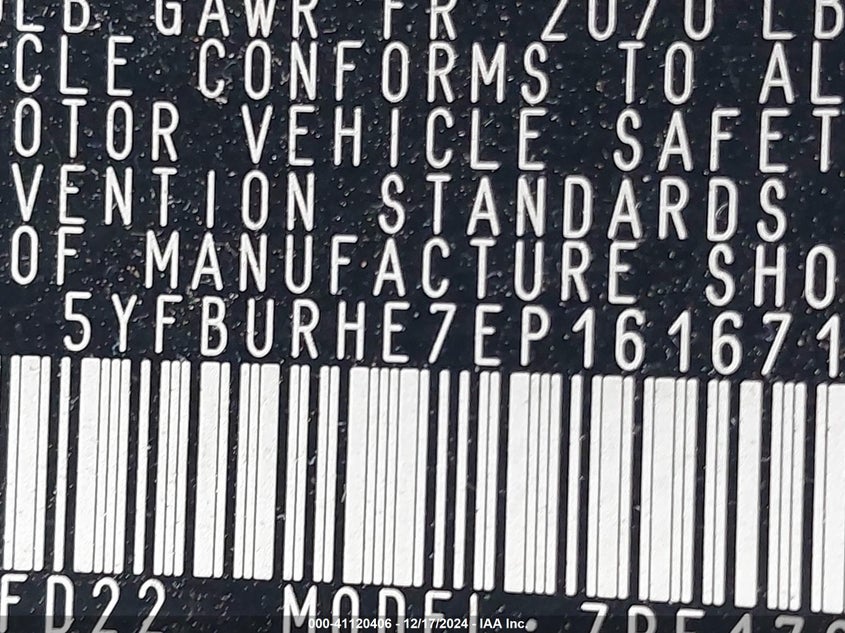 LB GAWR FR 2070 LB
CLE CONFORMS TO AL
OTOR VEHICLE SAFET
VENTION STANDARDS
OF MANUFACTURE SHO
5YFBURHE7EP161671
FD22 MODEL:
000-41120406 - 12/17/2024 - IAA Inc.